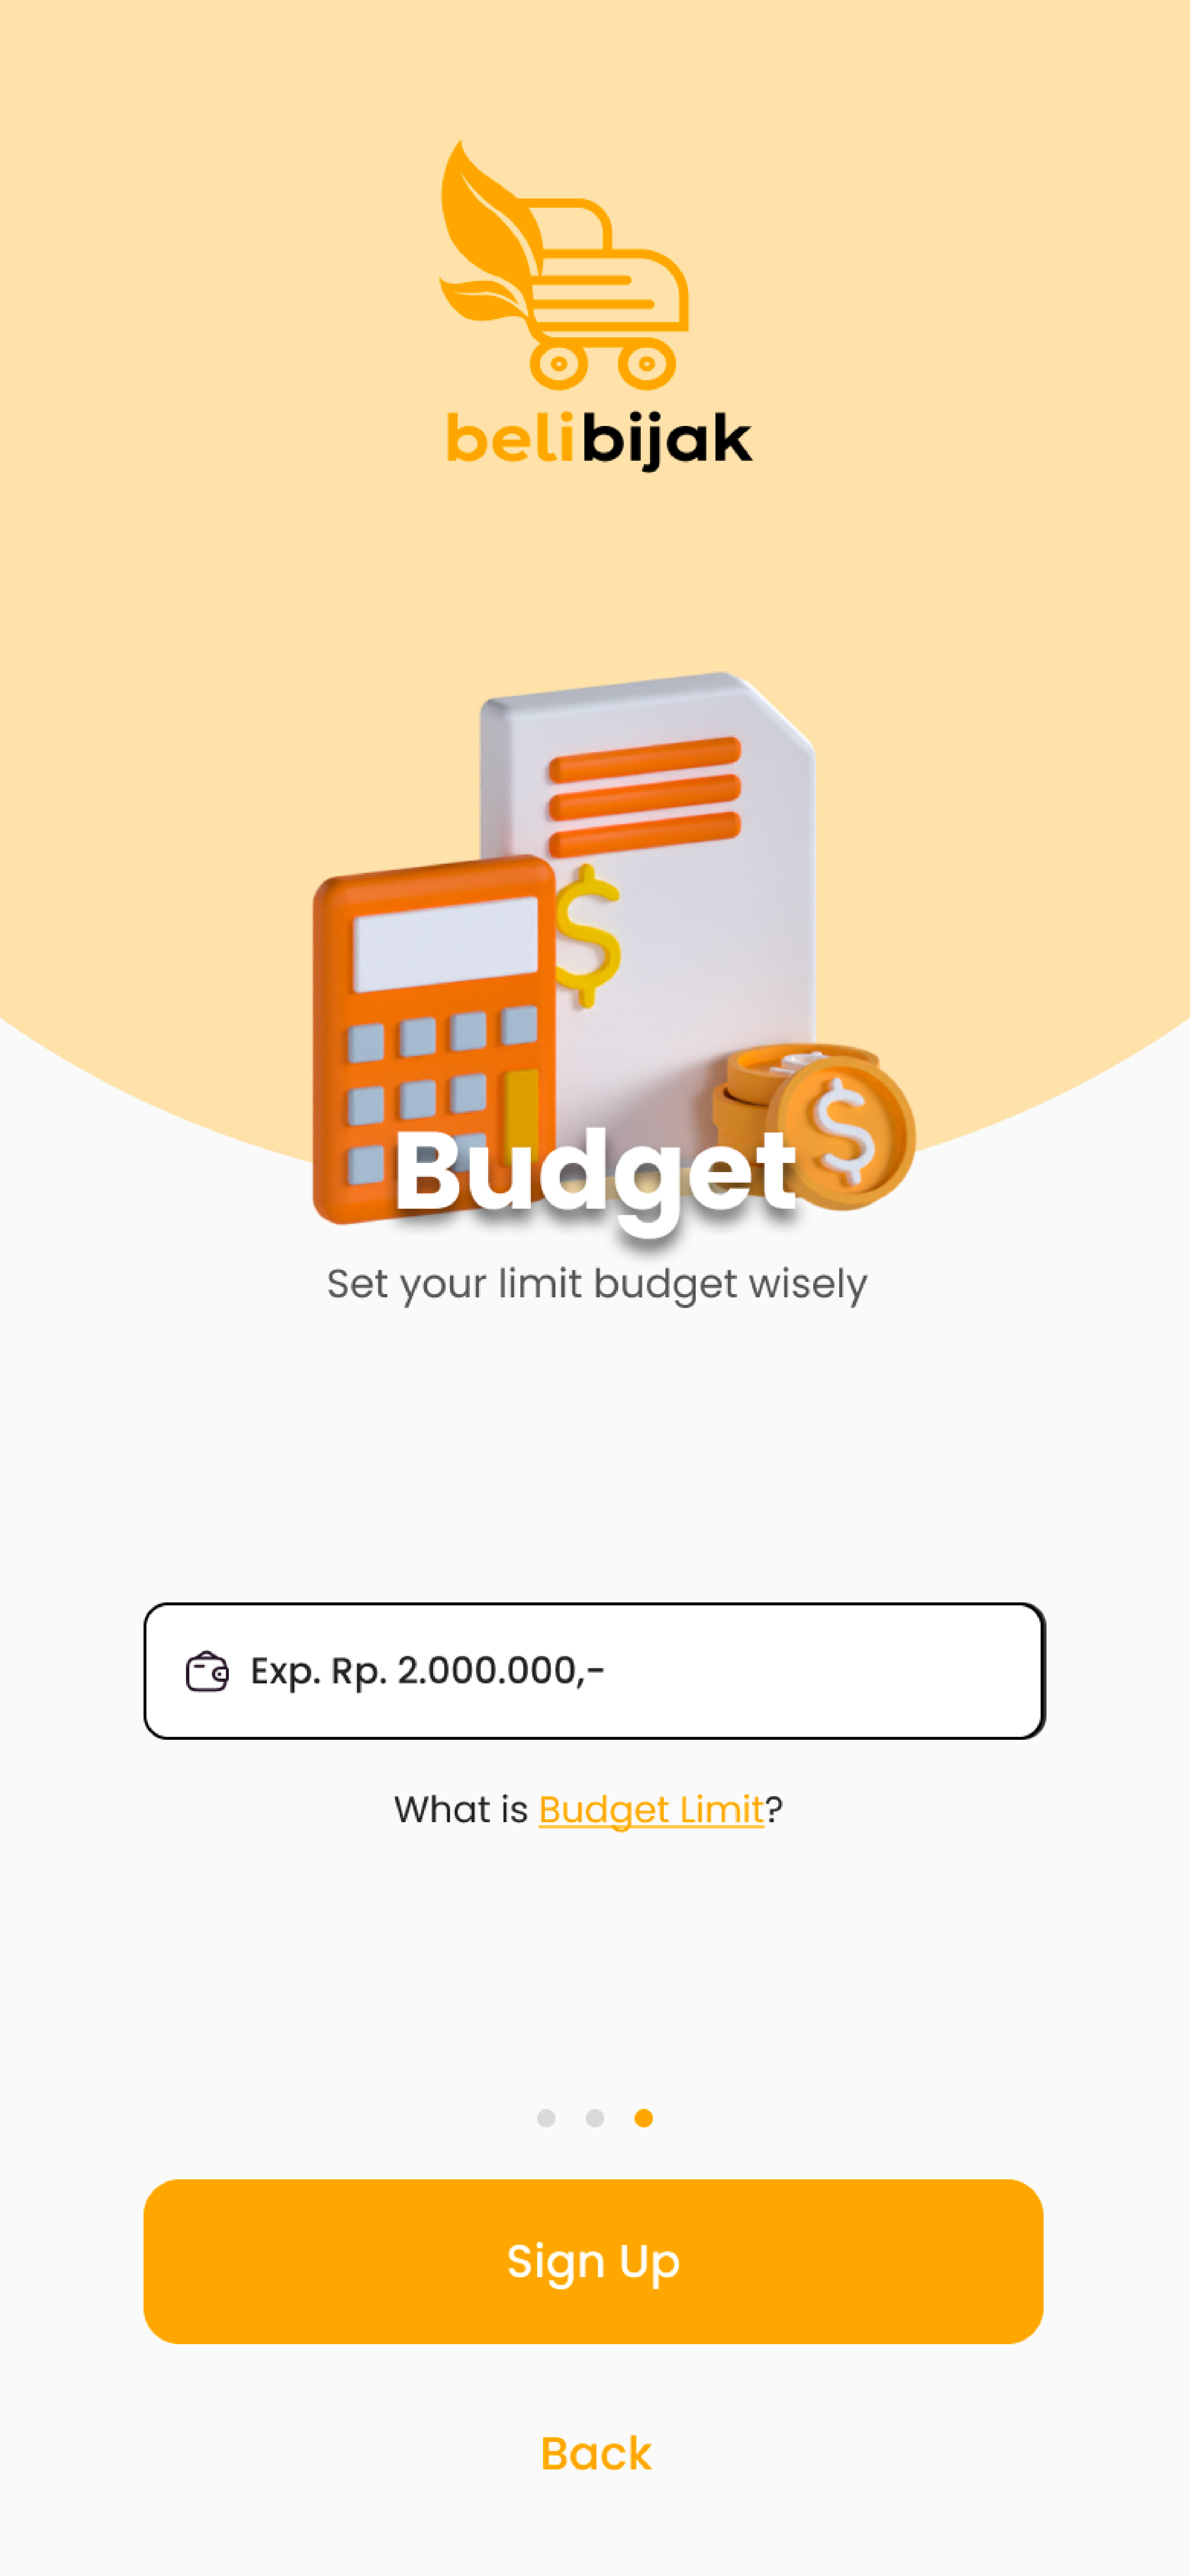 belibijak
$
$
Budget
Set your limit budget wisely
Exp. Rp. 2.000.000,-
What is Budget Limit?
Sign Up
Back